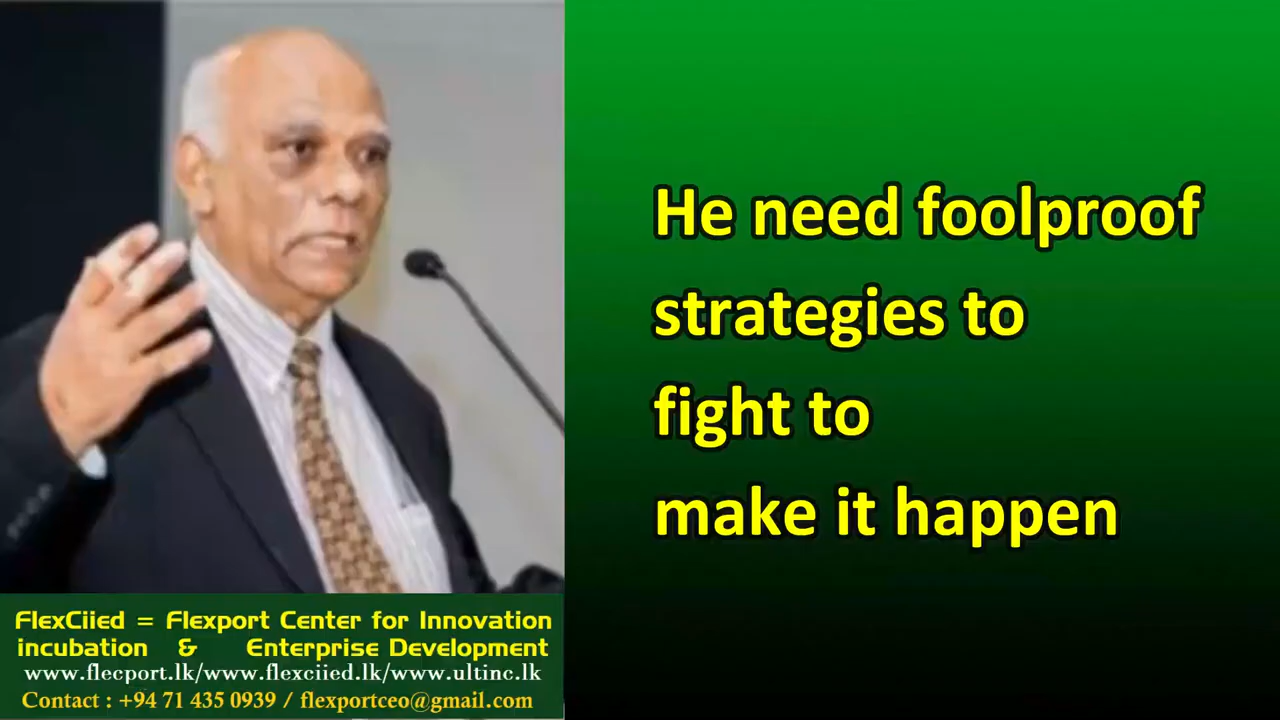 He need foolproof
strategies to
fight to
make it happen
FlexCiied = Flexport Center for Innovation
incubation & Enterprise Development
www.flecport.lk/www.flexciied.lk/www.ultinc.lk
Contact : +94 71 435 0939 / flexportceo@gmail.com